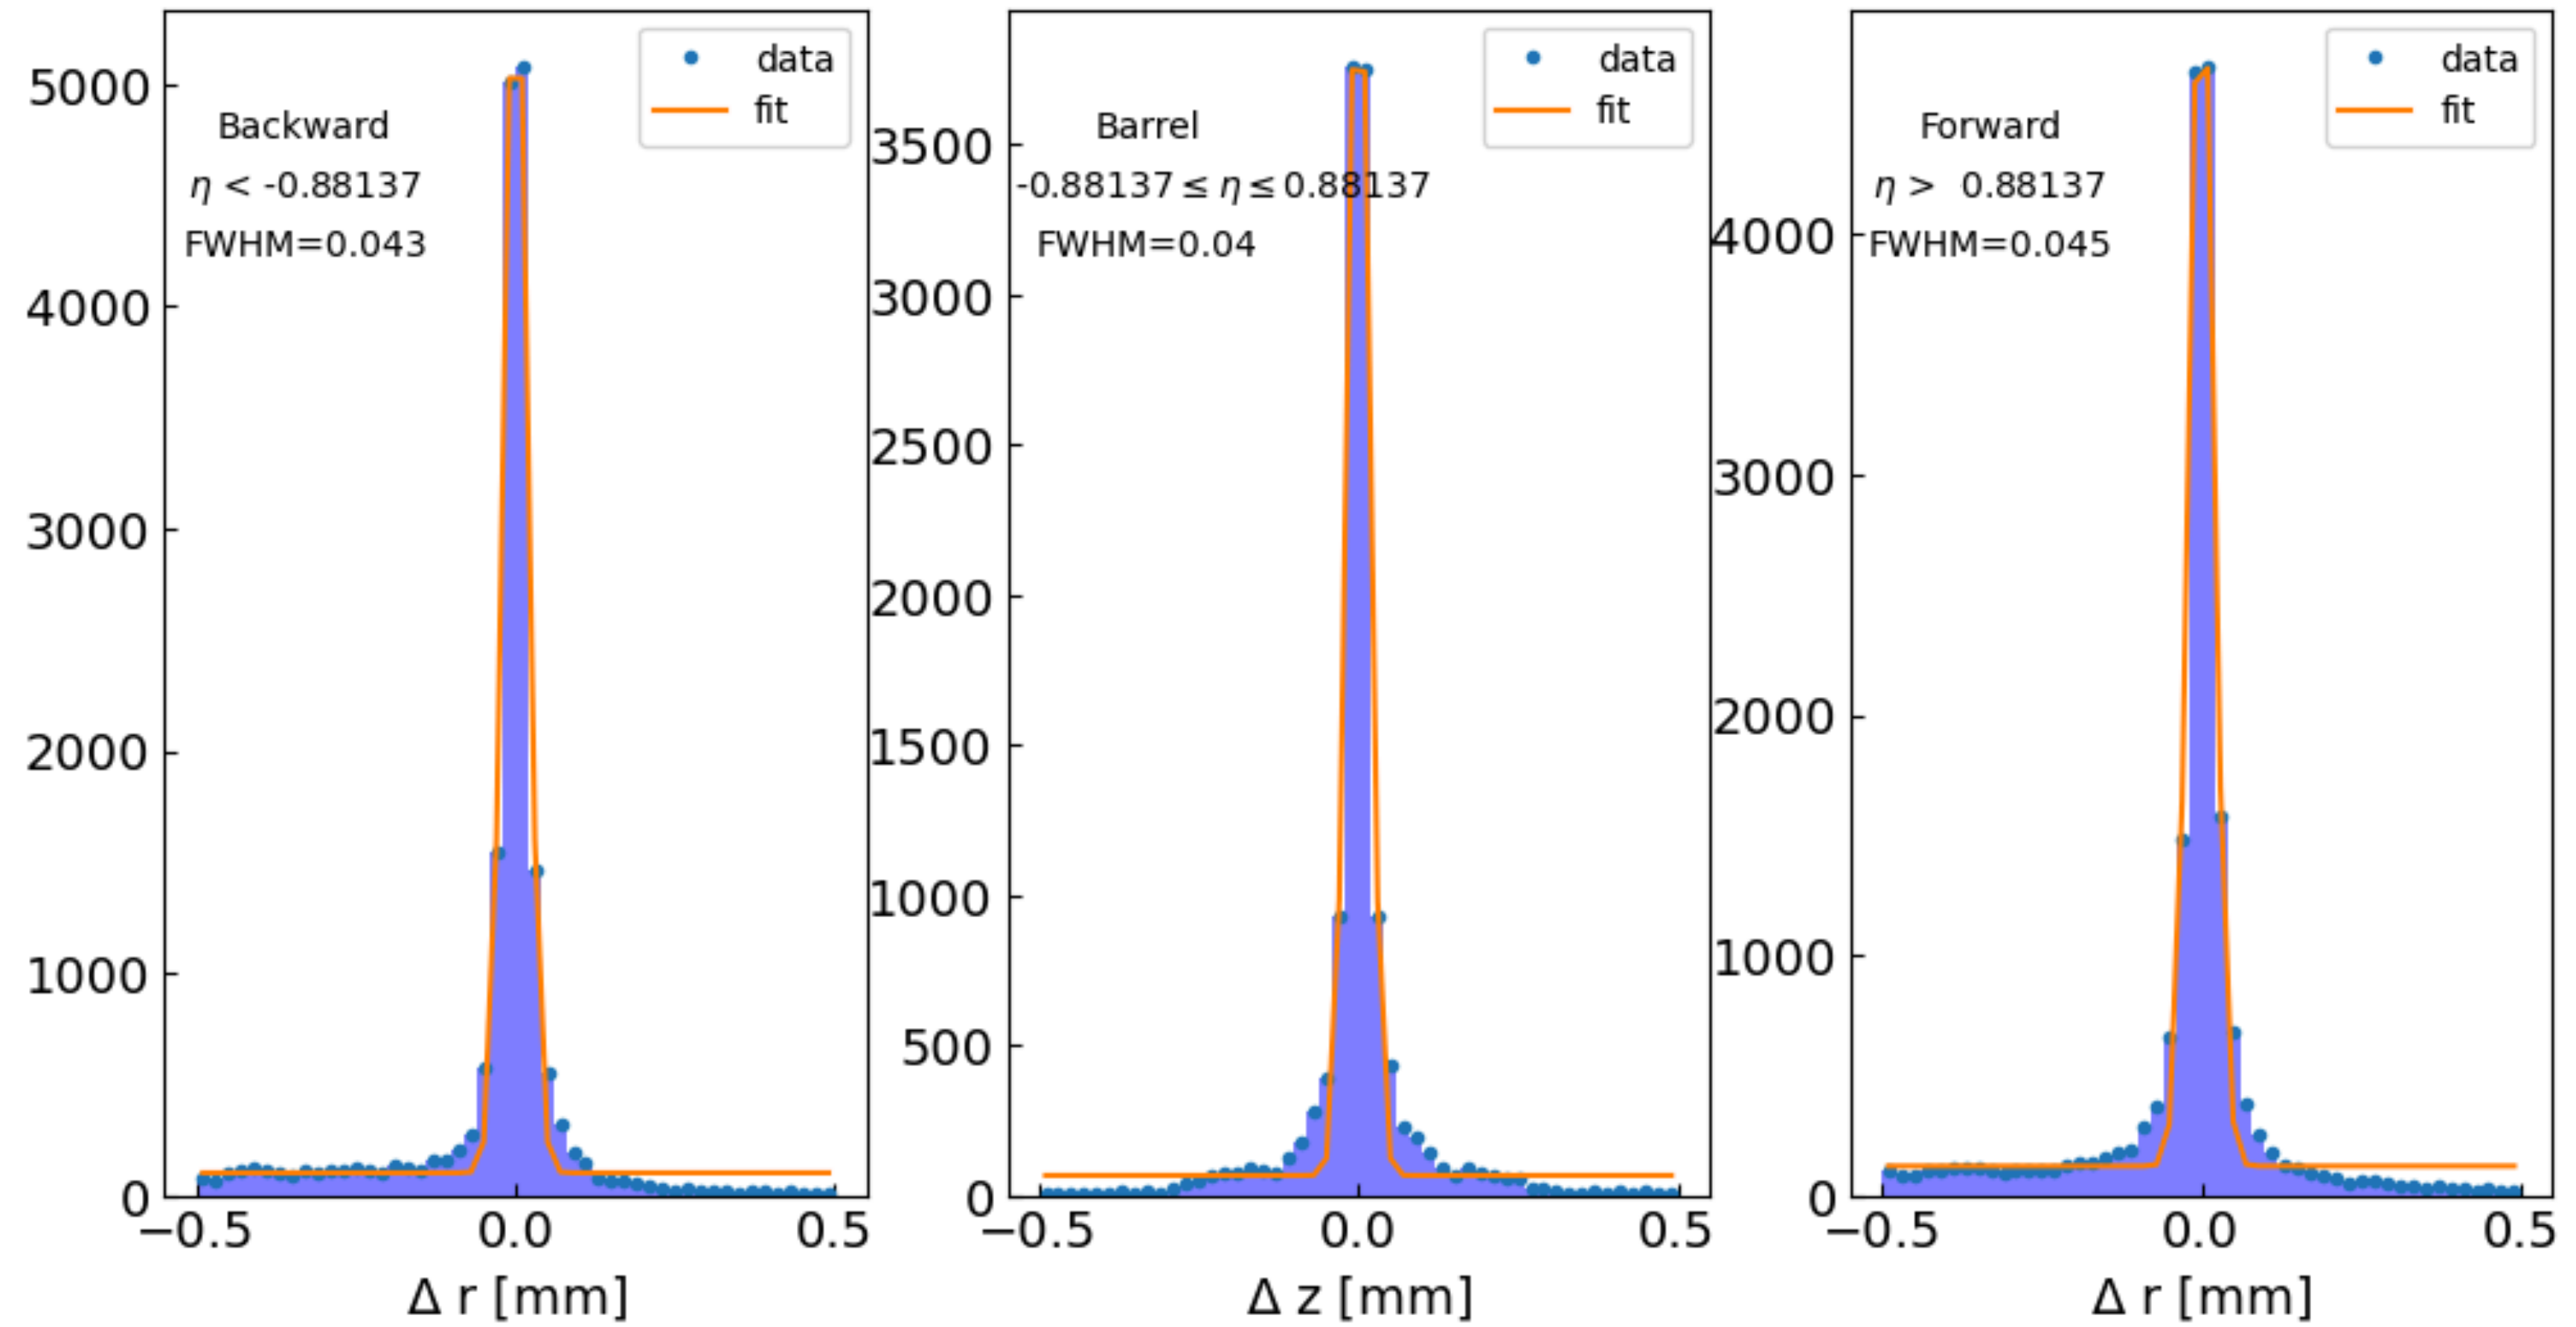 5000
4000
3000
2000
1000
0
−0.5
0.0
0.5
Δ r [mm]
Backward
η < -0.88137
FWHM=0.043
data
fit
3500
3000
2500
2000
1500
1000
500
0
−0.5
0.0
0.5
Δ z [mm]
Barrel
-0.88137 ≤ η ≤ 0.88137
FWHM=0.04
data
fit
4000
3000
2000
1000
0
−0.5
0.0
0.5
Δ r [mm]
Forward
η > 0.88137
FWHM=0.045
data
fit